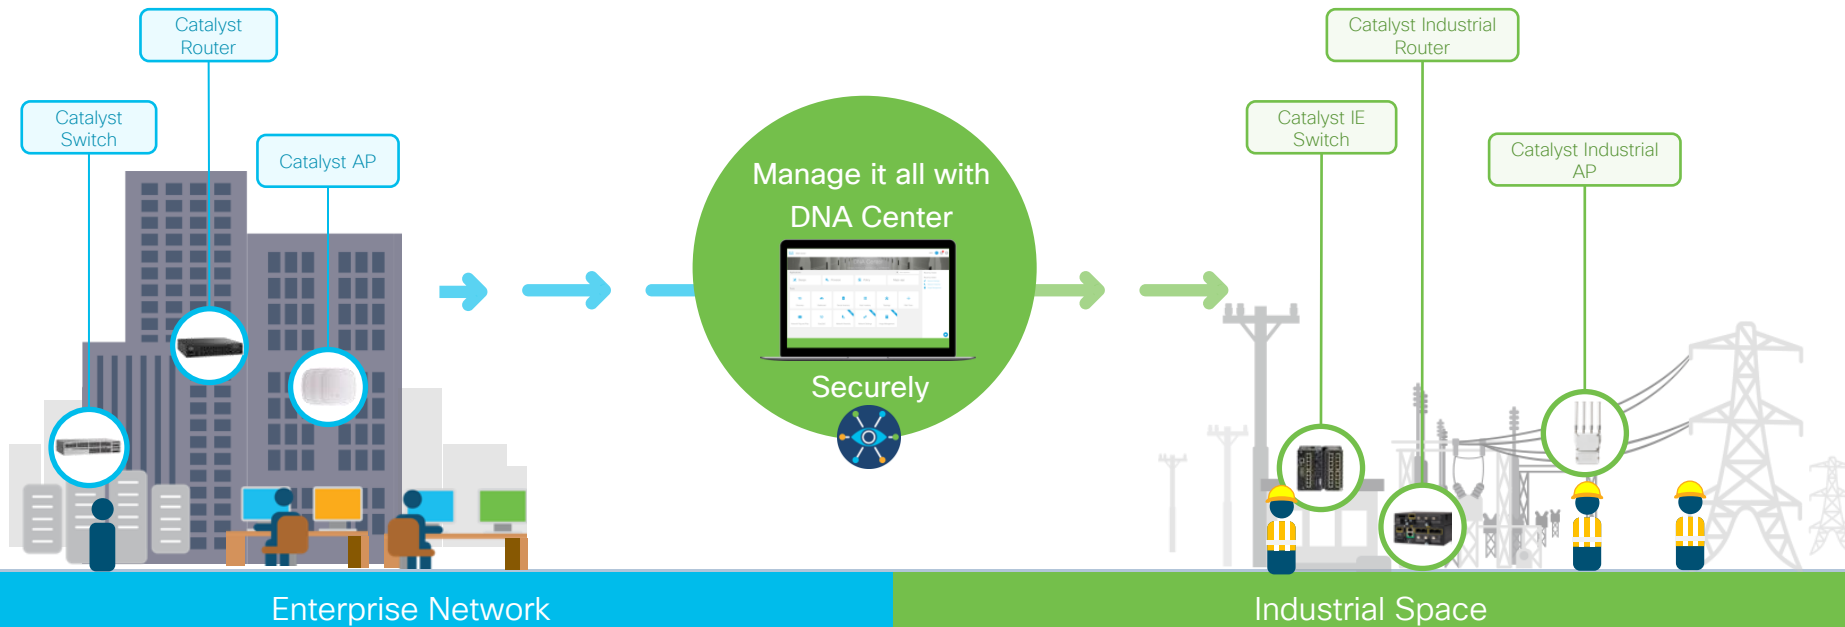 Catalyst
Router
Catalyst
Switch
Catalyst AP
Manage it all with
DNA Center
Securely
Catalyst Industrial
Router
Catalyst IE
Switch
Catalyst Industrial
AP
Enterprise Network
Industrial Space